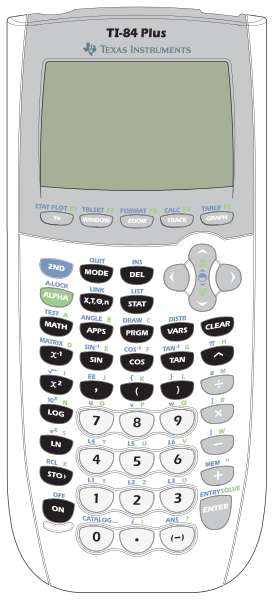 TI-84 Plus
TEXAS INSTRUMENTS
STAT PLOT F1 TBLSET F2 FORMAT F3 CALC F4 TABLE F5
Y= WINDOW ZOOM TRACE GRAPH
QUIT INS
2ND MODE DEL
A-LOCK LINK LIST
ALPHA X,T,Θ,n STAT
TEST A ANGLE B DRAW C DISTR
MATH APPS PRGM VARS CLEAR
MATRIX D SIN⁻¹ E COS⁻¹ F TAN⁻¹ G π H
X⁻¹ SIN COS TAN ^
√ I EE J { K } L e M
X² , ( ) ÷
10ˣ N u O v P w Q [ R
LOG 7 8 9 ×
eˣ S L4 T L5 U L6 V ] W
LN 4 5 6 −
RCL X L1 Y L2 Z L3 Θ MEM "
STO› 1 2 3 +
OFF CATALOG i : ANS ? ENTRY SOLVE
ON 0 . (−) ENTER